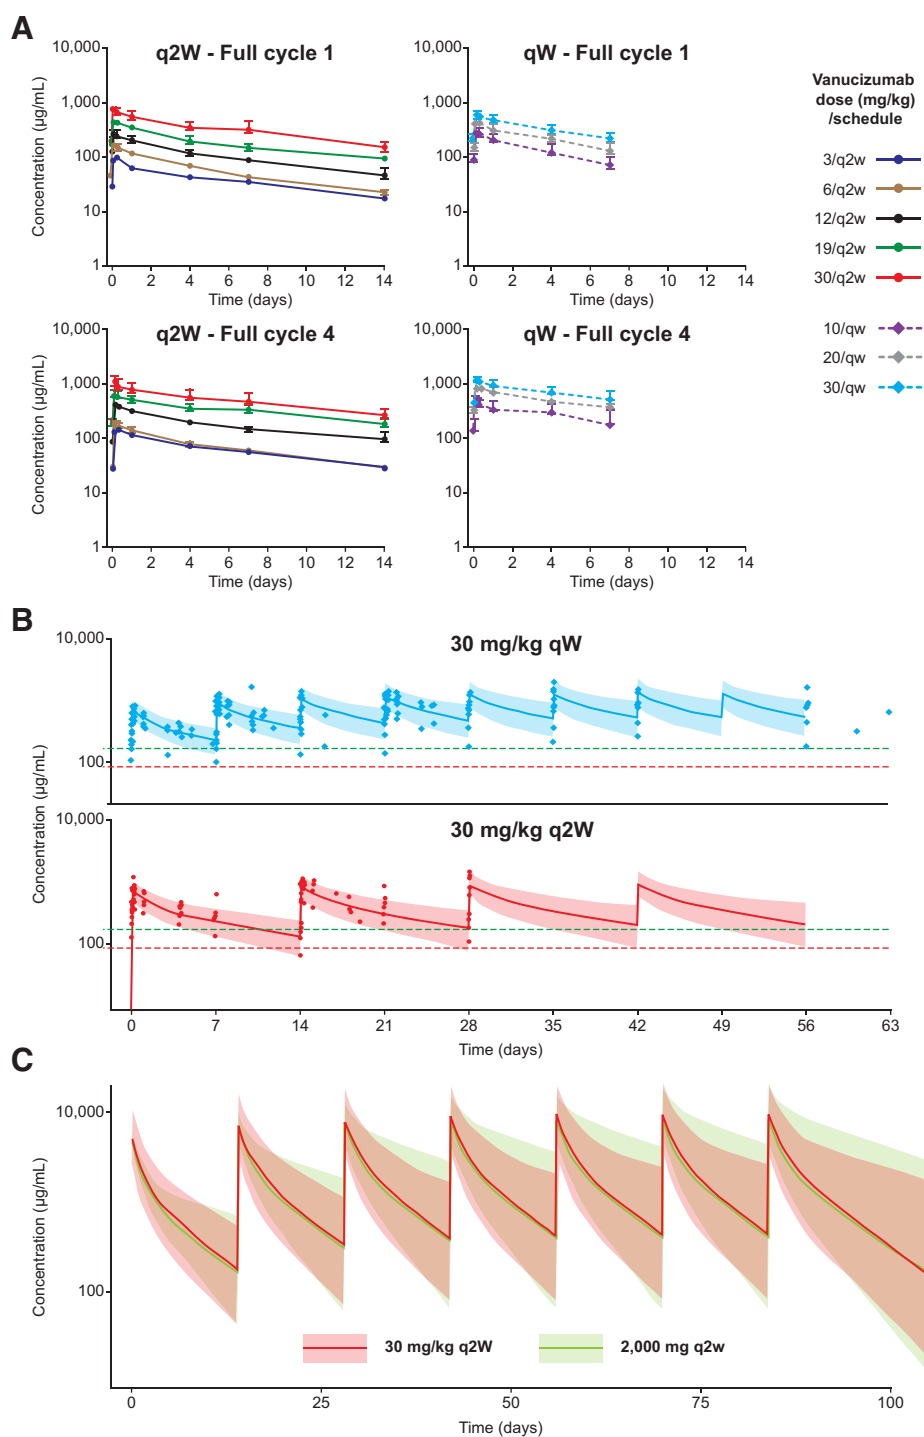 A
q2W - Full cycle 1
10,000
1,000
100
10
1
Concentration (µg/mL)
0 2 4 6 8 10 12 14
Time (days)
qW - Full cycle 1
10,000
1,000
100
10
1
0 2 4 6 8 10 12 14
Time (days)
Vanucizumab
dose (mg/kg)
/schedule
3/q2w
6/q2w
12/q2w
19/q2w
30/q2w
10/qw
20/qw
30/qw
q2W - Full cycle 4
10,000
1,000
100
10
1
Concentration (µg/mL)
0 2 4 6 8 10 12 14
Time (days)
qW - Full cycle 4
10,000
1,000
100
10
1
0 2 4 6 8 10 12 14
Time (days)
B
30 mg/kg qW
10,000
100
Concentration (µg/mL)
30 mg/kg q2W
10,000
100
0 7 14 21 28 35 42 49 56 63
Time (days)
C
10,000
100
Concentration (µg/mL)
30 mg/kg q2W
2,000 mg q2w
0 25 50 75 100
Time (days)